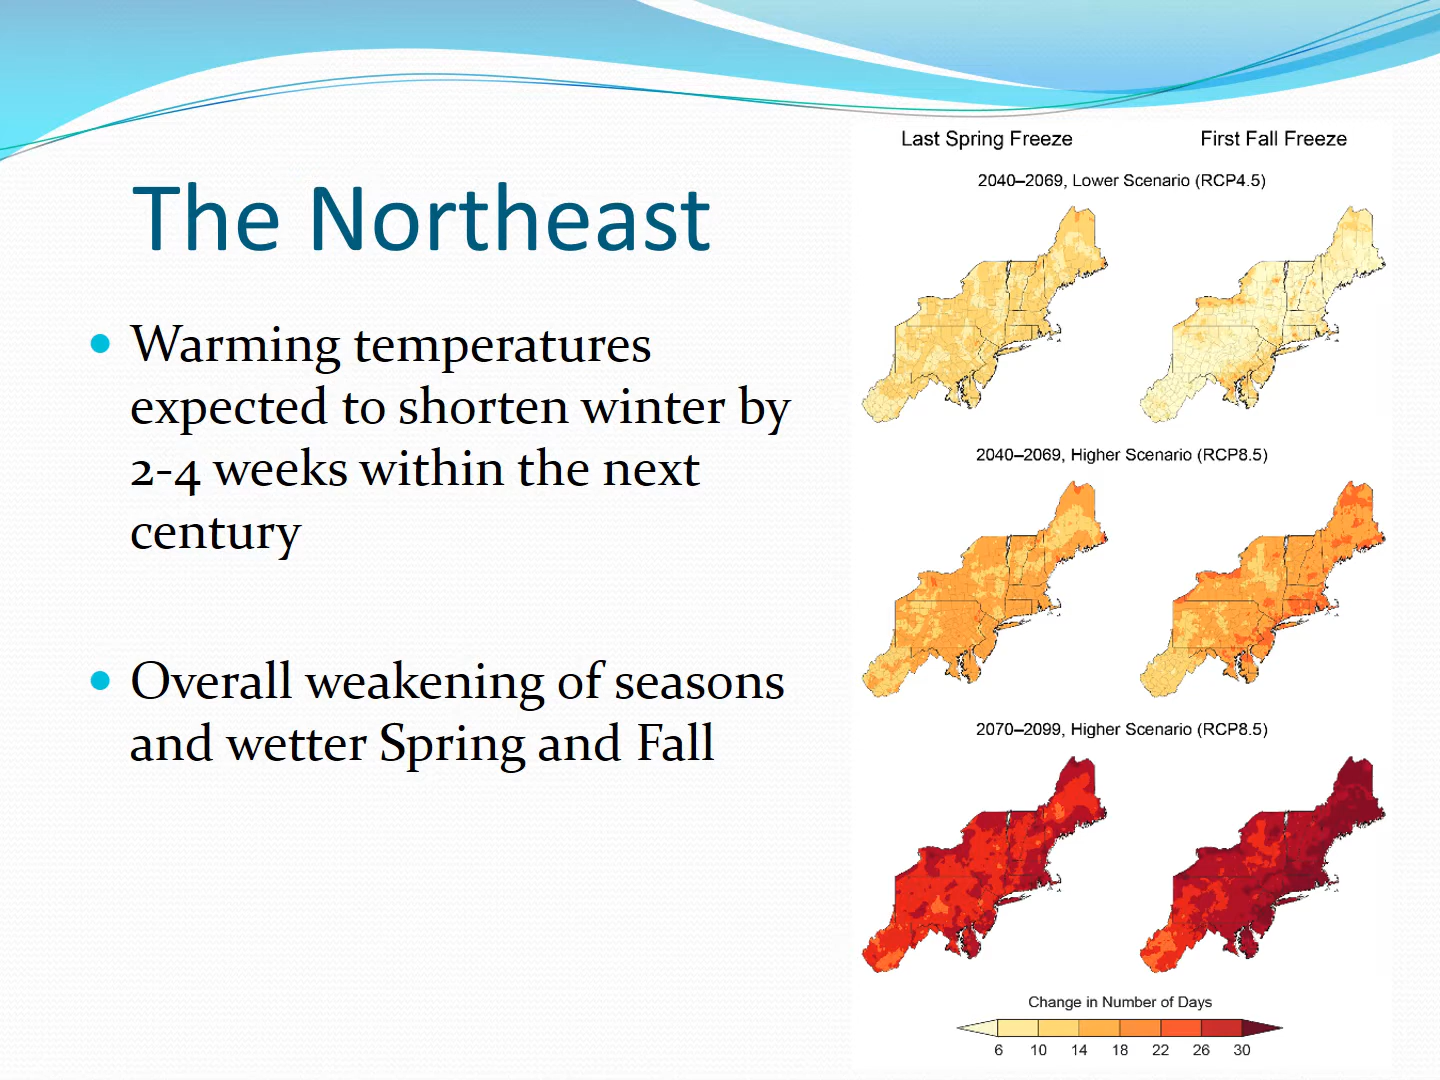 The Northeast
• Warming temperatures
expected to shorten winter by
2-4 weeks within the next
century
• Overall weakening of seasons
and wetter Spring and Fall
Last Spring Freeze First Fall Freeze
2040–2069, Lower Scenario (RCP4.5)
2040–2069, Higher Scenario (RCP8.5)
2070–2099, Higher Scenario (RCP8.5)
Change in Number of Days
6 10 14 18 22 26 30